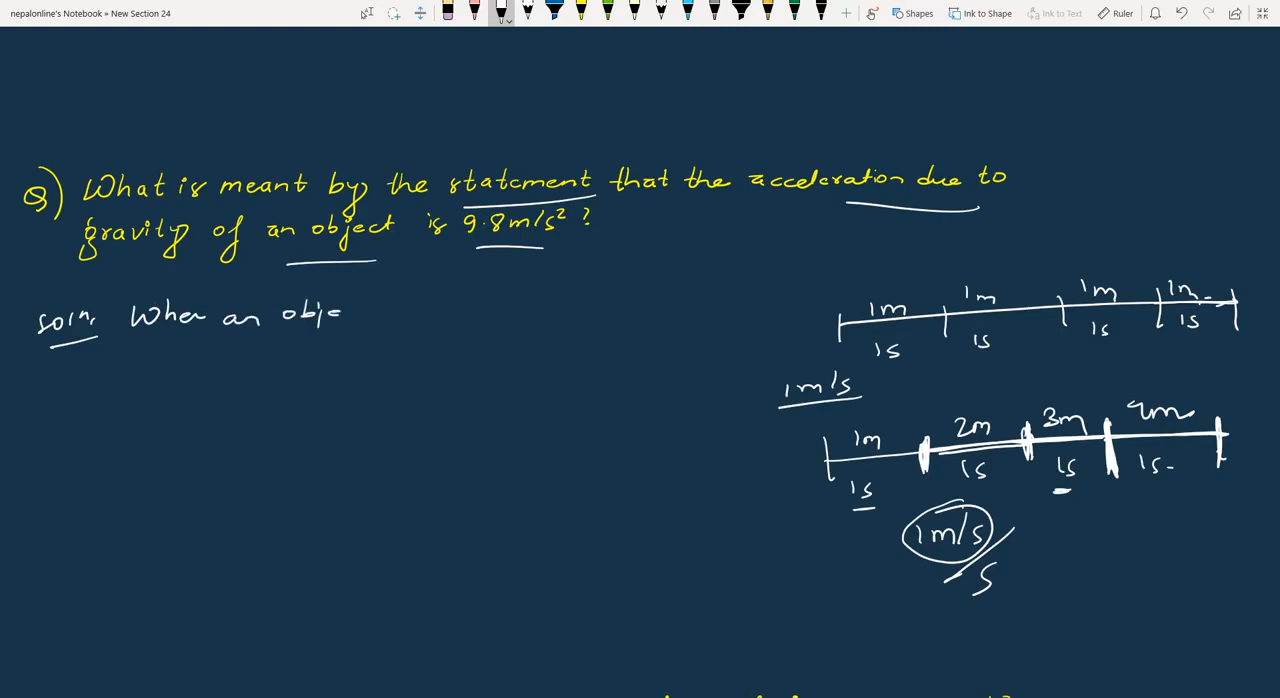 nepalonline's Notebook » New Section 24
Shapes
Ink to Shape
Ink to Text
Ruler
Q) What is meant by the statement that the acceleration due to
gravity of an object is 9.8m/s² ?
soln. When an obje
1m 1m 1m 1m
1s 1s 1s 1s
1m/s
1m 2m 3m 4m
1s 1s 1s 1s
1m/s
/s